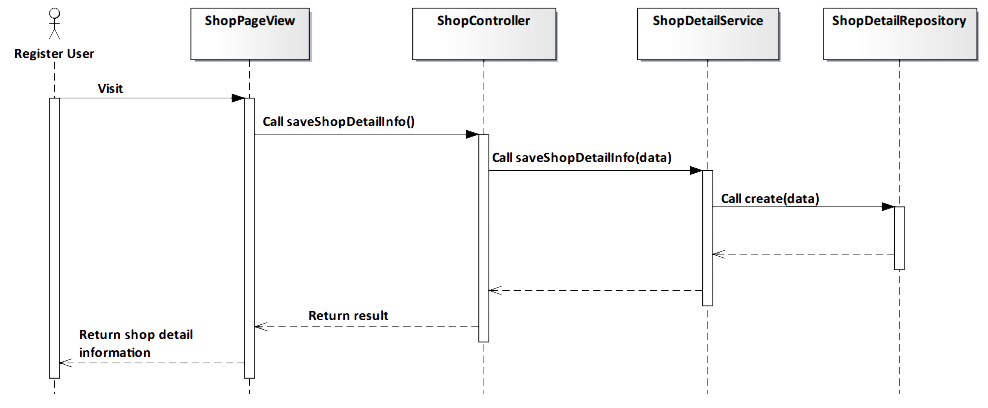 ShopPageView
ShopController
ShopDetailService
ShopDetailRepository
Register User
Visit
Call saveShopDetailInfo()
Call saveShopDetailInfo(data)
Call create(data)
Return result
Return shop detail
information